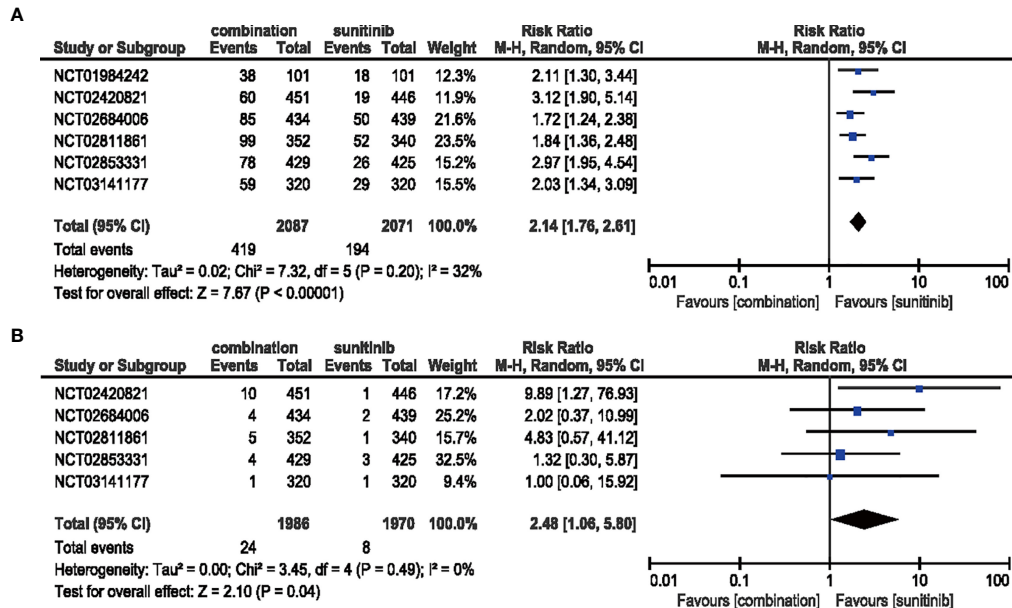 A
combination sunitinib Risk Ratio Risk Ratio
Study or Subgroup Events Total Events Total Weight M-H, Random, 95% CI M-H, Random, 95% CI
NCT01984242 38 101 18 101 12.3% 2.11 [1.30, 3.44]
NCT02420821 60 451 19 446 11.9% 3.12 [1.90, 5.14]
NCT02684006 85 434 50 439 21.6% 1.72 [1.24, 2.38]
NCT02811861 99 352 52 340 23.5% 1.84 [1.36, 2.48]
NCT02853331 78 429 26 425 15.2% 2.97 [1.95, 4.54]
NCT03141177 59 320 29 320 15.5% 2.03 [1.34, 3.09]
Total (95% CI) 2087 2071 100.0% 2.14 [1.76, 2.61]
Total events 419 194
Heterogeneity: Tau² = 0.02; Chi² = 7.32, df = 5 (P = 0.20); I² = 32%
Test for overall effect: Z = 7.67 (P < 0.00001)
0.01 0.1 1 10 100
Favours [combination] Favours [sunitinib]
B
combination sunitinib Risk Ratio Risk Ratio
Study or Subgroup Events Total Events Total Weight M-H, Random, 95% CI M-H, Random, 95% CI
NCT02420821 10 451 1 446 17.2% 9.89 [1.27, 76.93]
NCT02684006 4 434 2 439 25.2% 2.02 [0.37, 10.99]
NCT02811861 5 352 1 340 15.7% 4.83 [0.57, 41.12]
NCT02853331 4 429 3 425 32.5% 1.32 [0.30, 5.87]
NCT03141177 1 320 1 320 9.4% 1.00 [0.06, 15.92]
Total (95% CI) 1986 1970 100.0% 2.48 [1.06, 5.80]
Total events 24 8
Heterogeneity: Tau² = 0.00; Chi² = 3.45, df = 4 (P = 0.49); I² = 0%
Test for overall effect: Z = 2.10 (P = 0.04)
0.01 0.1 1 10 100
Favours [combination] Favours [sunitinib]